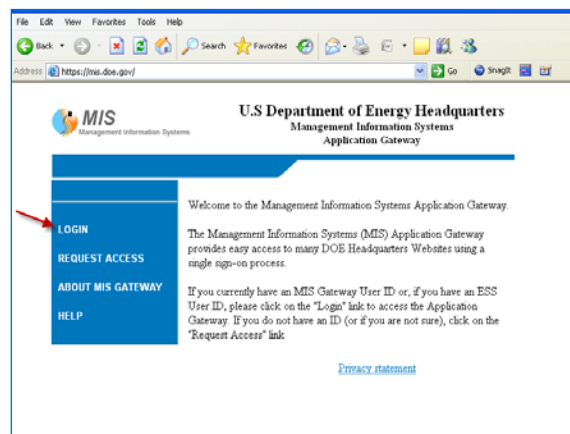 File Edit View Favorites Tools Help
Back Search Favorites
Address https://mis.doe.gov/ Go SnagIt
MIS
Management Information Systems
U.S Department of Energy Headquarters
Management Information Systems
Application Gateway
LOGIN
REQUEST ACCESS
ABOUT MIS GATEWAY
HELP
Welcome to the Management Information Systems Application Gateway.
The Management Information Systems (MIS) Application Gateway
provides easy access to many DOE Headquarters Websites using a
single sign-on process.
If you currently have an MIS Gateway User ID or, if you have an ESS
User ID, please click on the "Login" link to access the Application
Gateway. If you do not have an ID (or if you are not sure), click on the
"Request Access" link
Privacy statement